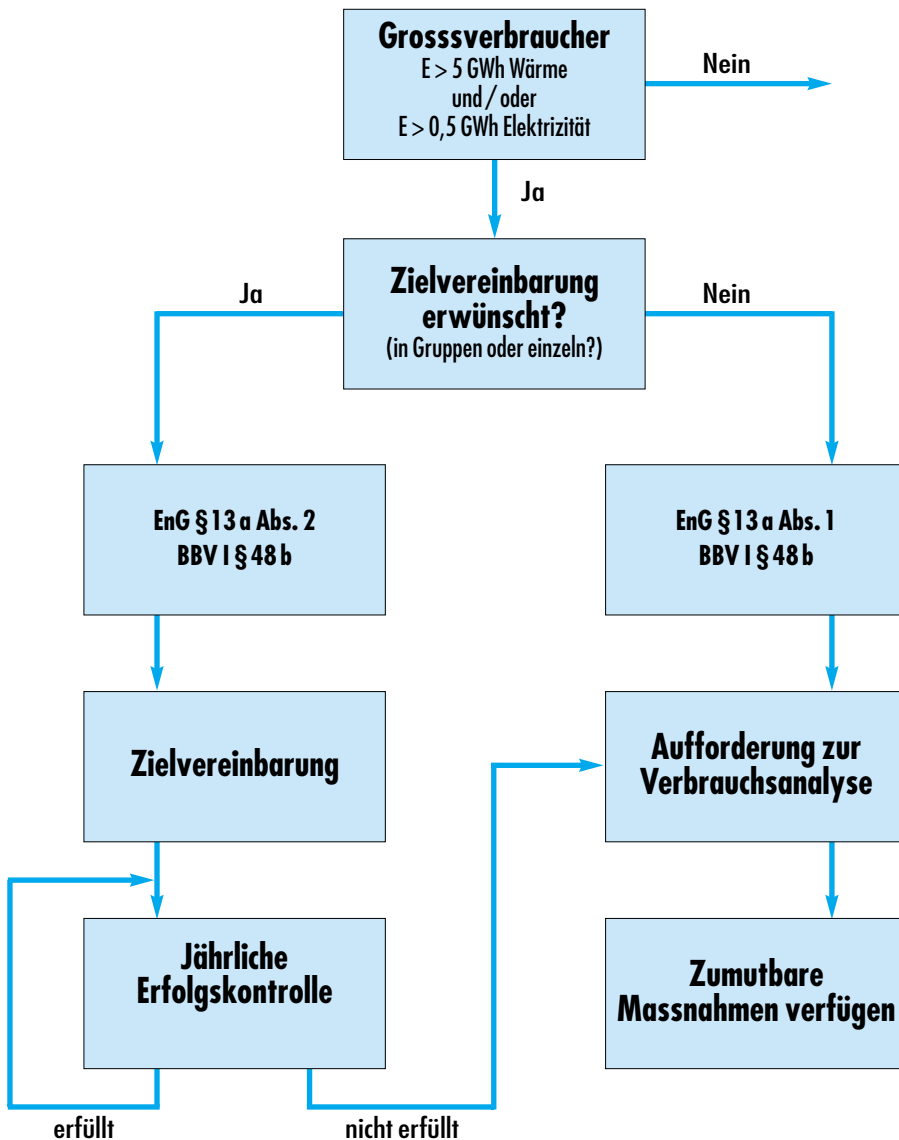 Grosssverbraucher
E > 5 GWh Wärme
und / oder
E > 0,5 GWh Elektrizität
Nein
Ja
Zielvereinbarung
erwünscht?
(in Gruppen oder einzeln?)
Ja
Nein
EnG § 13 a Abs. 2
BBV I § 48 b
EnG § 13 a Abs. 1
BBV I § 48 b
Zielvereinbarung
Aufforderung zur
Verbrauchsanalyse
Jährliche
Erfolgskontrolle
Zumutbare
Massnahmen verfügen
erfüllt
nicht erfüllt